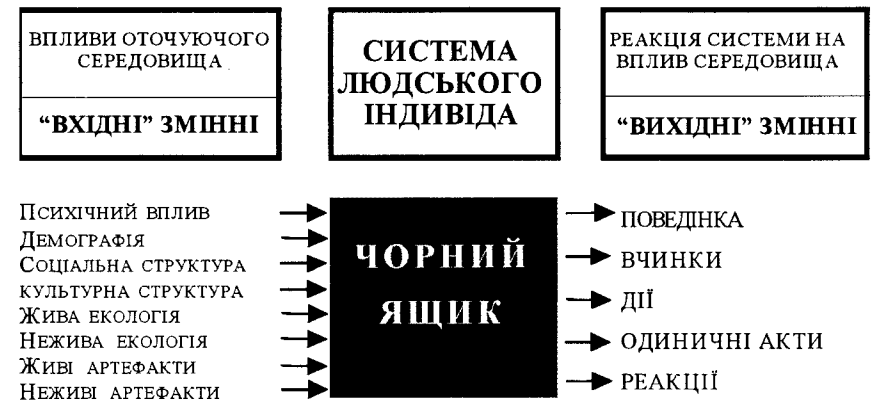 ВПЛИВИ ОТОЧУЮЧОГО
СЕРЕДОВИЩА
“ВХІДНІ” ЗМІННІ
СИСТЕМА
ЛЮДСЬКОГО
ІНДИВІДА
РЕАКЦІЯ СИСТЕМИ НА
ВПЛИВ СЕРЕДОВИЩА
“ВИХІДНІ” ЗМІННІ
ПСИХІЧНИЙ ВПЛИВ
ДЕМОГРАФІЯ
СОЦІАЛЬНА СТРУКТУРА
КУЛЬТУРНА СТРУКТУРА
ЖИВА ЕКОЛОГІЯ
НЕЖИВА ЕКОЛОГІЯ
ЖИВІ АРТЕФАКТИ
НЕЖИВІ АРТЕФАКТИ
ЧОРНИЙ
ЯЩИК
ПОВЕДІНКА
ВЧИНКИ
ДІЇ
ОДИНИЧНІ АКТИ
РЕАКЦІЇ